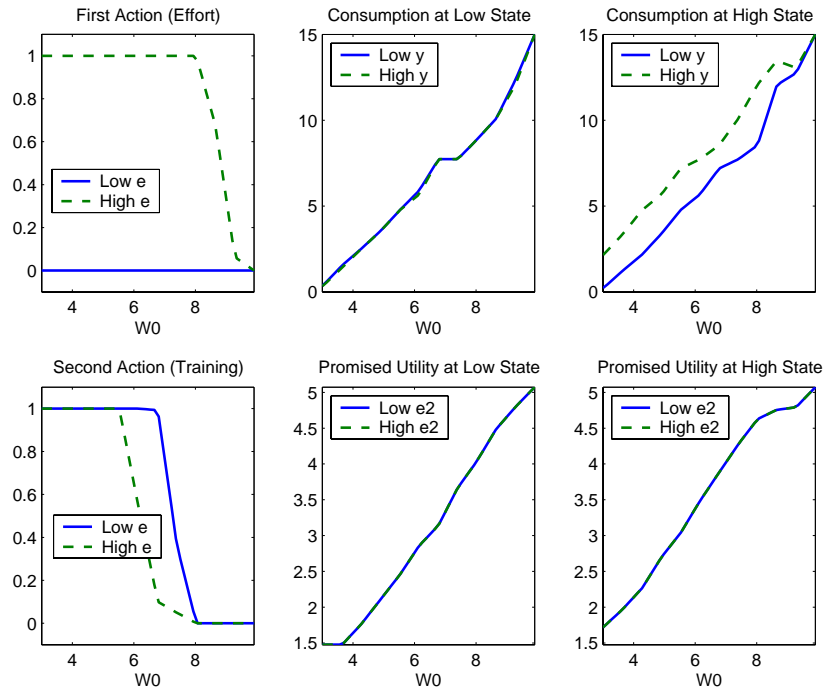 First Action (Effort)
1
0.8
0.6
0.4
0.2
0
Low e
High e
4 6 8
W0
Consumption at Low State
15
10
5
0
Low y
High y
4 6 8
W0
Consumption at High State
15
10
5
0
Low y
High y
4 6 8
W0
Second Action (Training)
1
0.8
0.6
0.4
0.2
0
Low e
High e
4 6 8
W0
Promised Utility at Low State
5
4.5
4
3.5
3
2.5
2
1.5
Low e2
High e2
4 6 8
W0
Promised Utility at High State
5
4.5
4
3.5
3
2.5
2
1.5
Low e2
High e2
4 6 8
W0